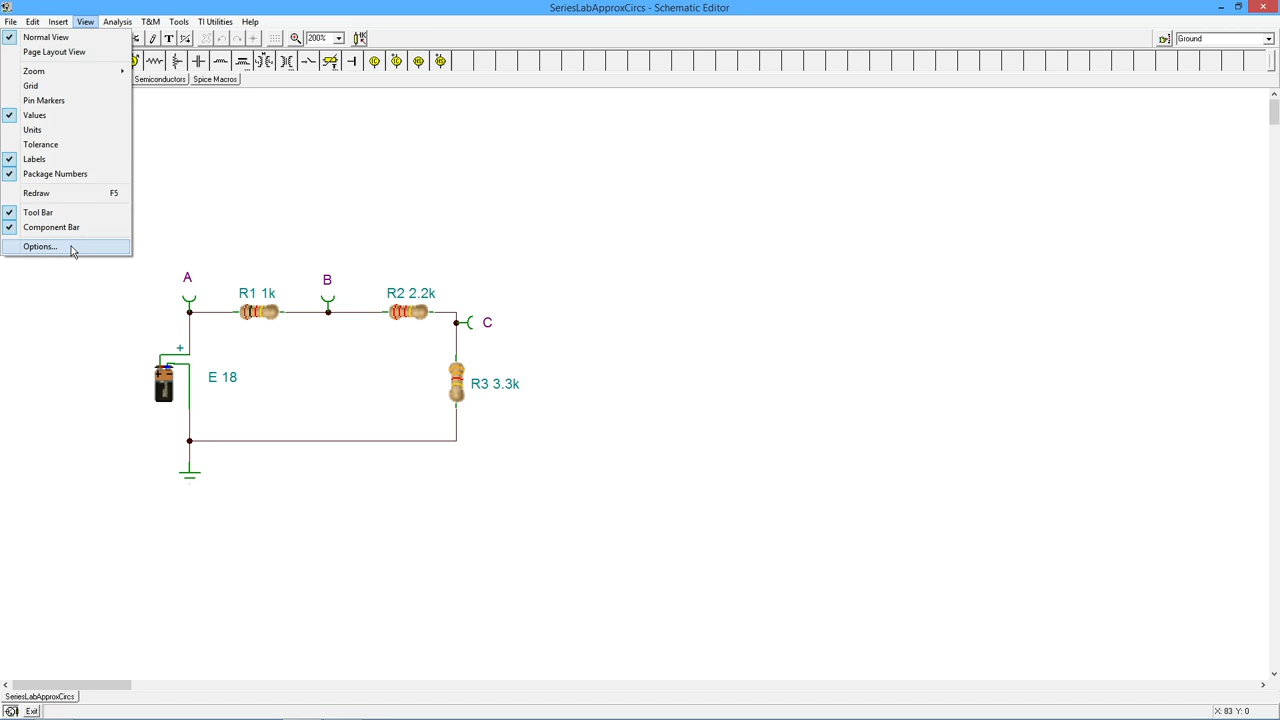 SeriesLabApproxCircs - Schematic Editor
File Edit Insert View Analysis T&M Tools TI Utilities Help
Normal View
Page Layout View
Zoom
Grid
Pin Markers
Values
Units
Tolerance
Labels
Package Numbers
Redraw F5
Tool Bar
Component Bar
Options...
T
200%
Ground
Semiconductors Spice Macros
A
B
R1 1k
R2 2.2k
C
+
E 18
R3 3.3k
SeriesLabApproxCircs
Exit
X: 83 Y: 0